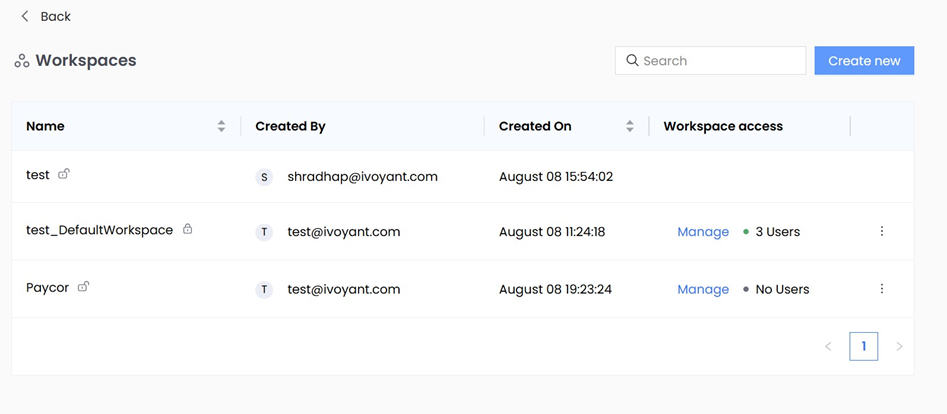 Back
Workspaces
Search
Create new
Name Created By Created On Workspace access
test S shradhap@ivoyant.com August 08 15:54:02
test_DefaultWorkspace T test@ivoyant.com August 08 11:24:18 Manage 3 Users
Paycor T test@ivoyant.com August 08 19:23:24 Manage No Users
1